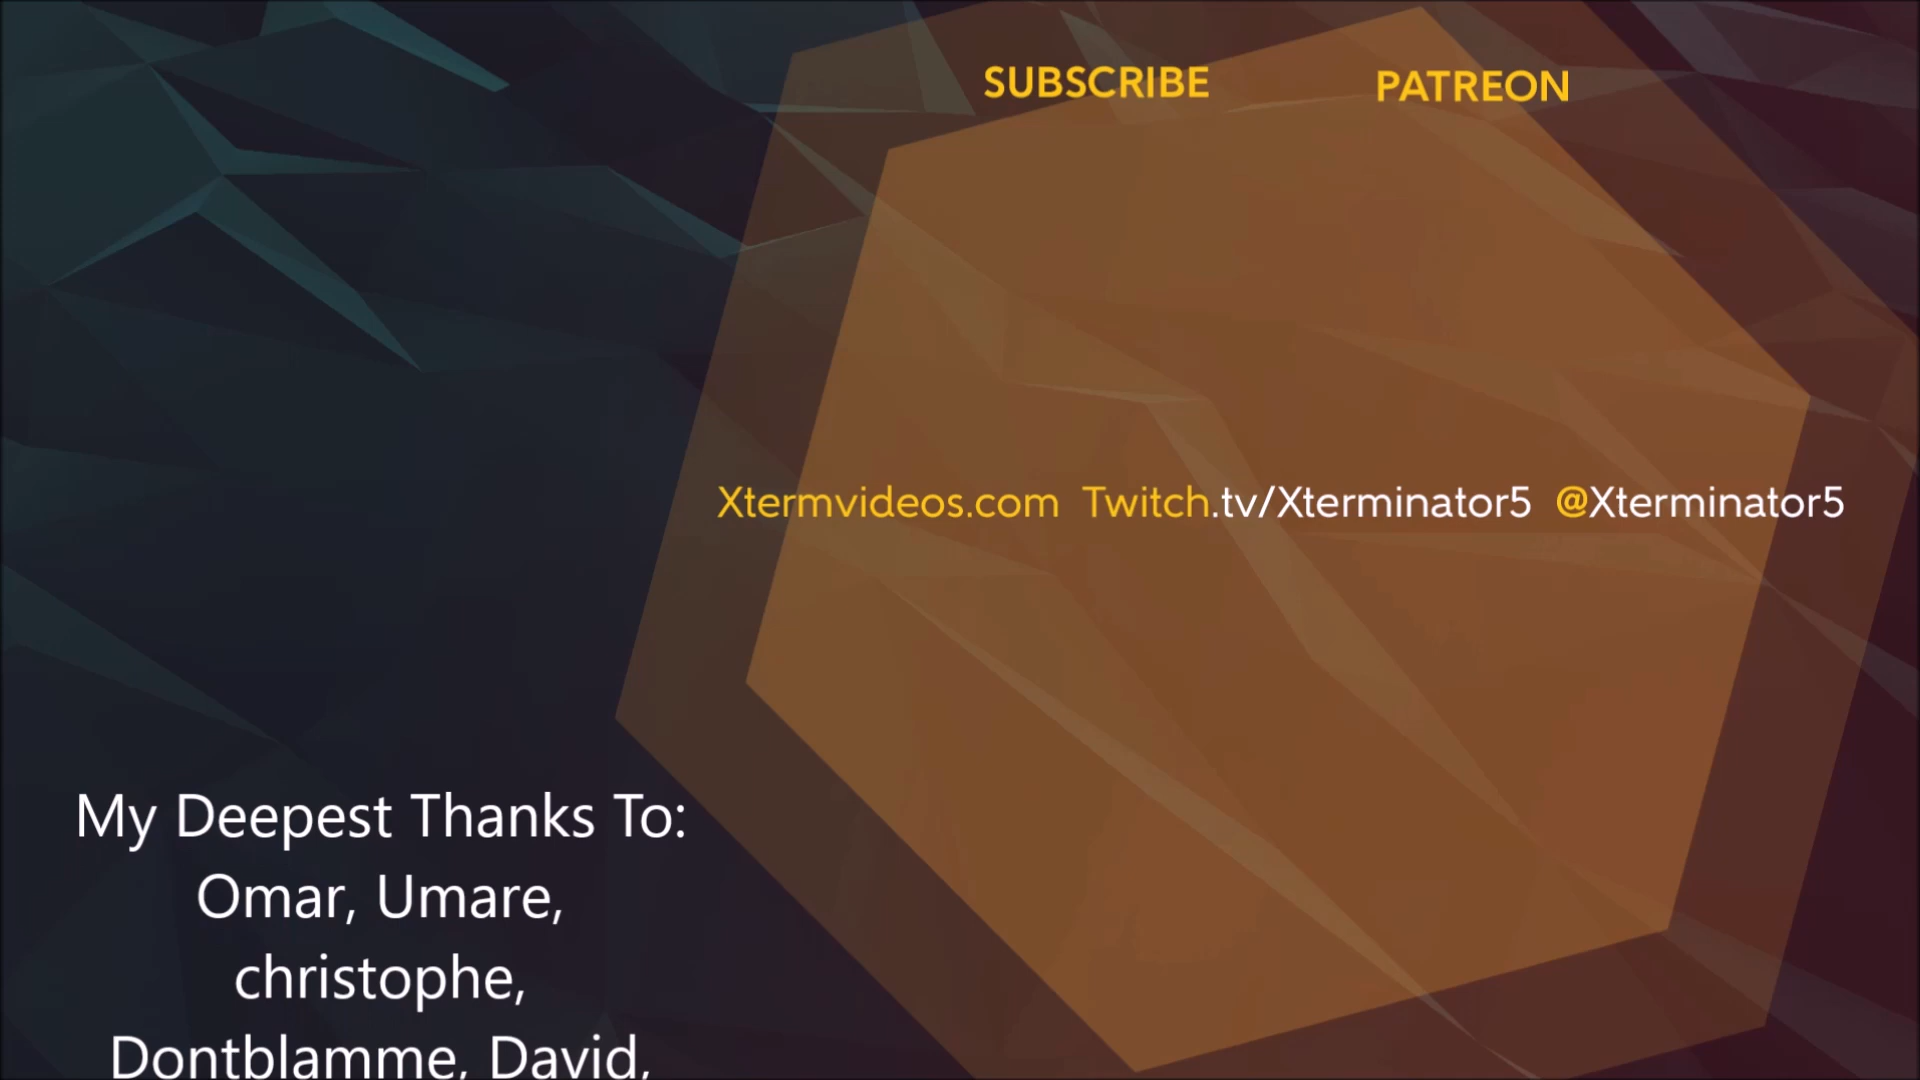 SUBSCRIBE PATREON
Xtermvideos.com Twitch.tv/Xterminator5 @Xterminator5
My Deepest Thanks To:
Omar, Umare,
christophe,
Dontblamme, David,